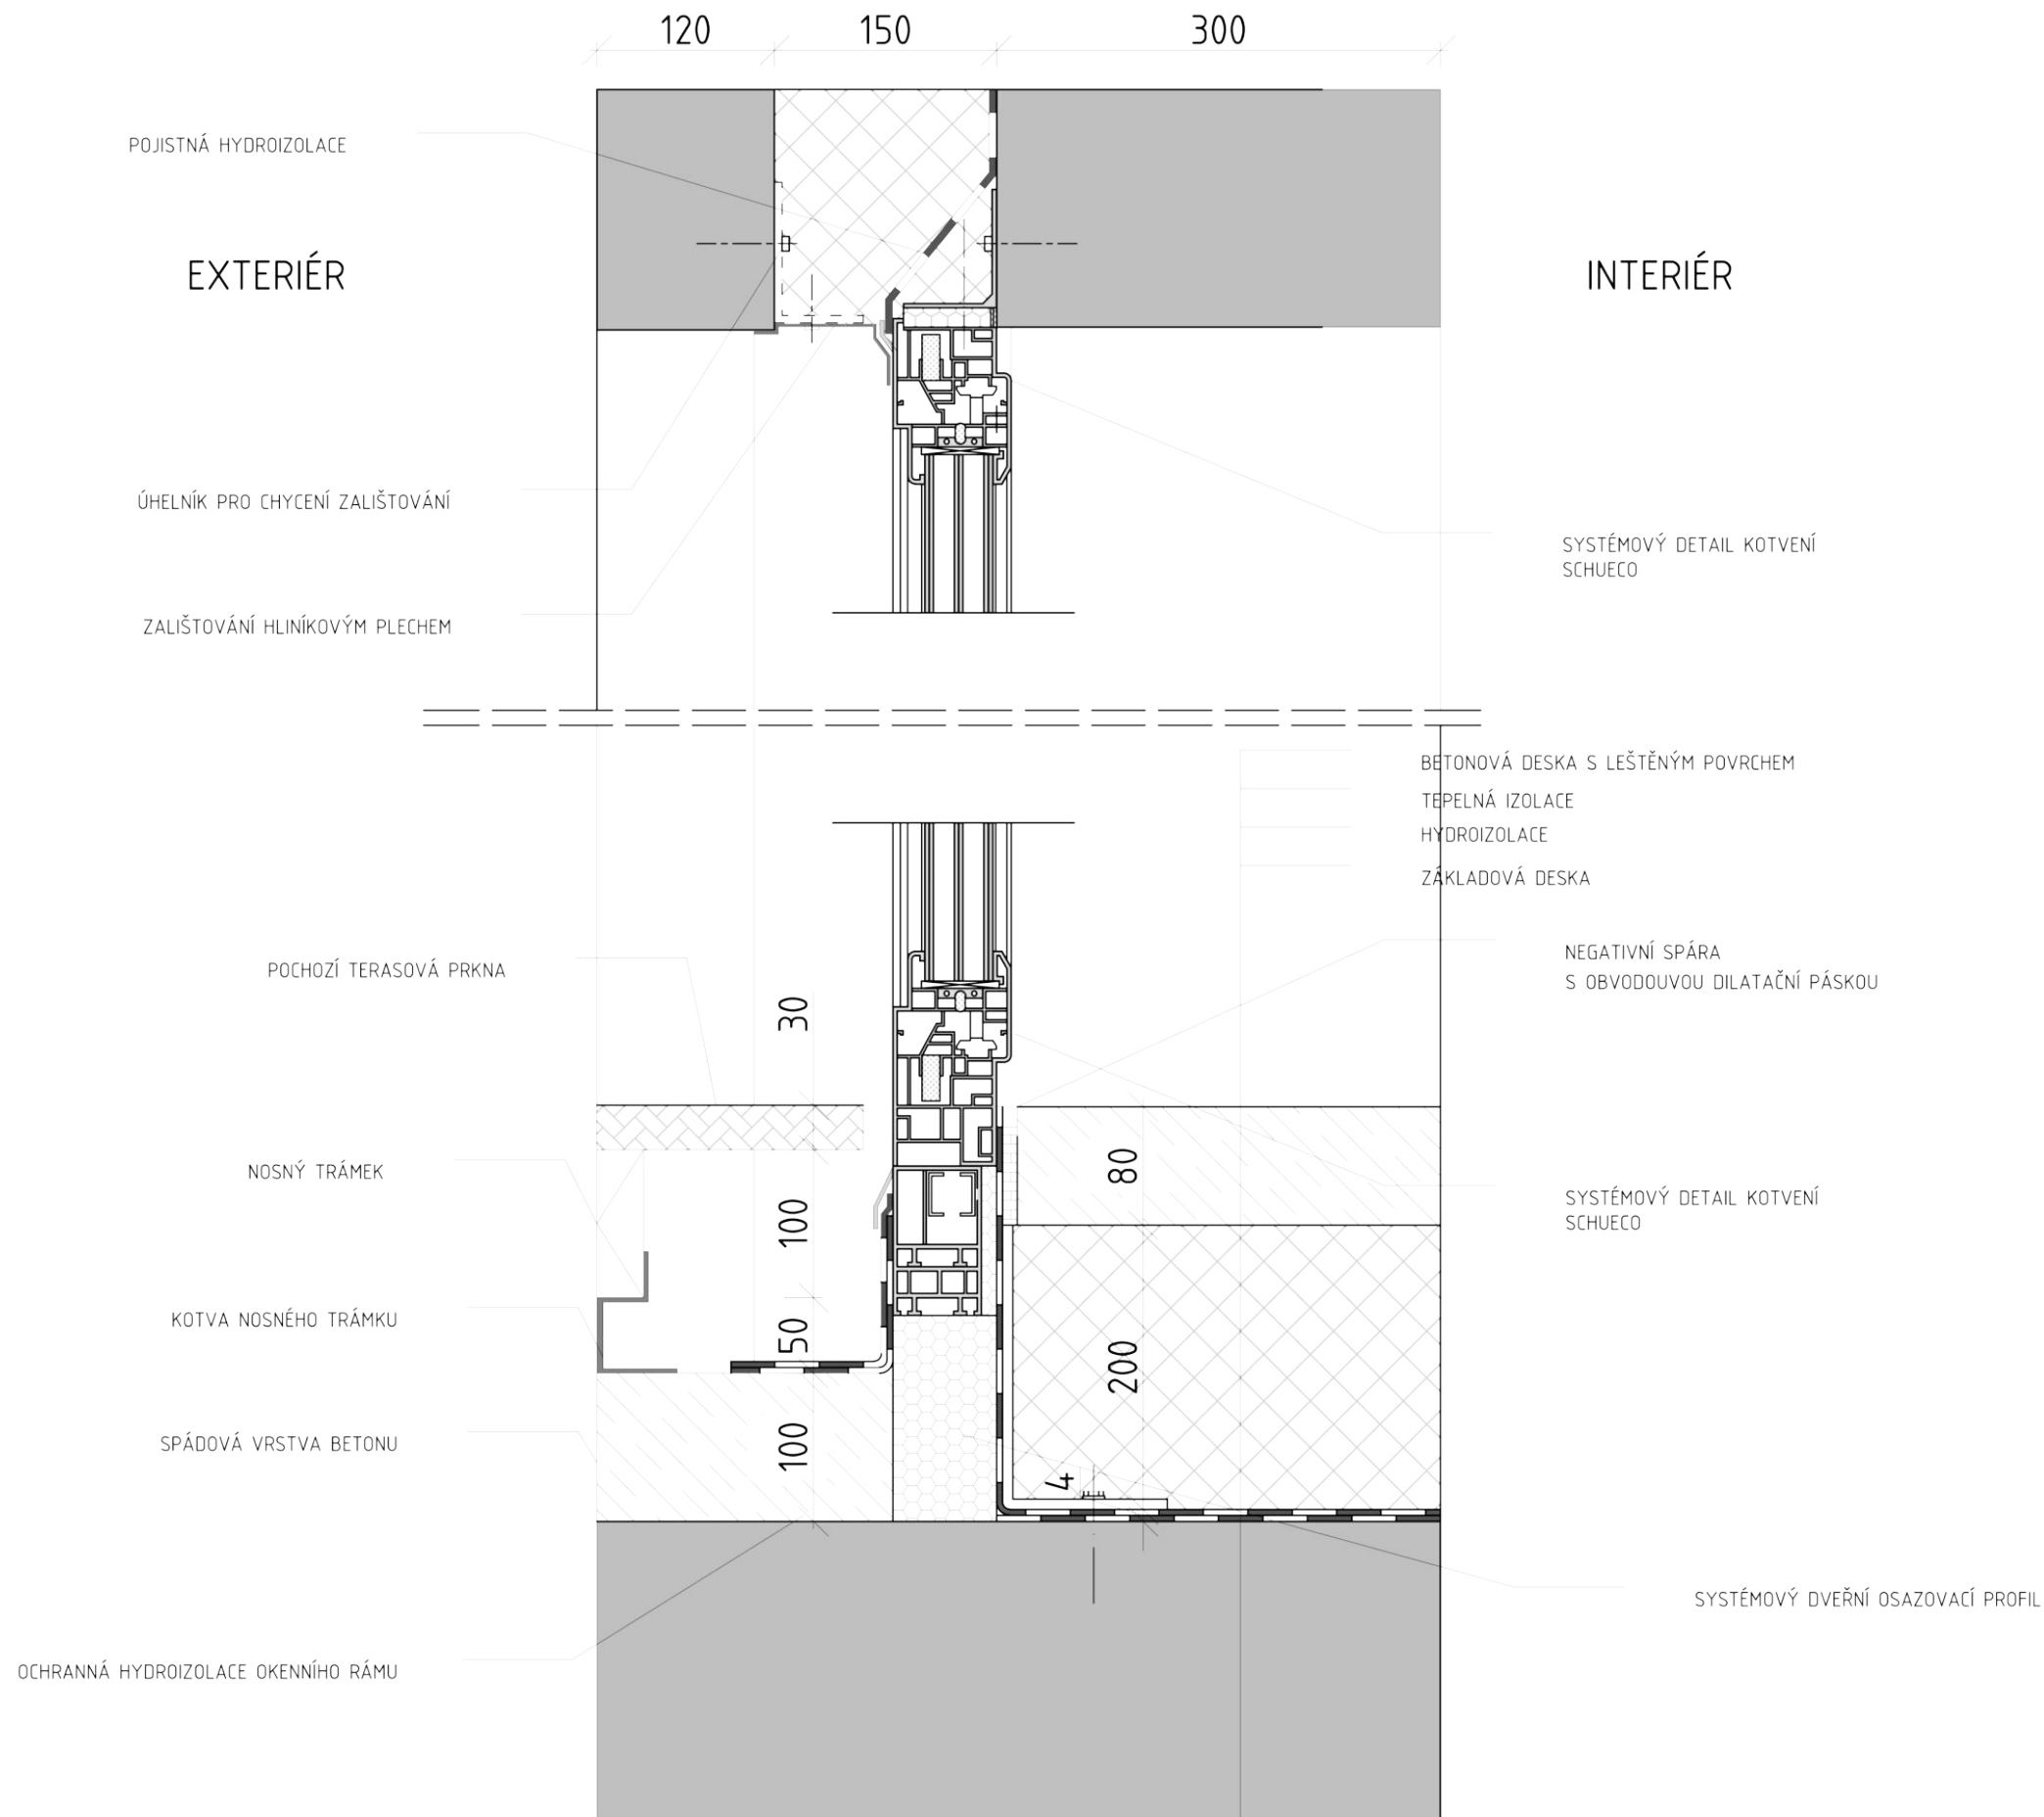 120
150
300
POJISTNÁ HYDROIZOLACE
EXTERIÉR
INTERIÉR
ÚHELNÍK PRO CHYCENÍ ZALIŠTOVÁNÍ
SYSTÉMOVÝ DETAIL KOTVENÍ
SCHUECO
ZALIŠTOVÁNÍ HLINÍKOVÝM PLECHEM
BETONOVÁ DESKA S LEŠTĚNÝM POVRCHEM
TEPELNÁ IZOLACE
HYDROIZOLACE
ZÁKLADOVÁ DESKA
NEGATIVNÍ SPÁRA
S OBVODOUVOU DILATAČNÍ PÁSKOU
POCHOZÍ TERASOVÁ PRKNA
30
NOSNÝ TRÁMEK
80
SYSTÉMOVÝ DETAIL KOTVENÍ
SCHUECO
100
KOTVA NOSNÉHO TRÁMKU
50
200
SPÁDOVÁ VRSTVA BETONU
100
4
SYSTÉMOVÝ DVEŘNÍ OSAZOVACÍ PROFIL
OCHRANNÁ HYDROIZOLACE OKENNÍHO RÁMU